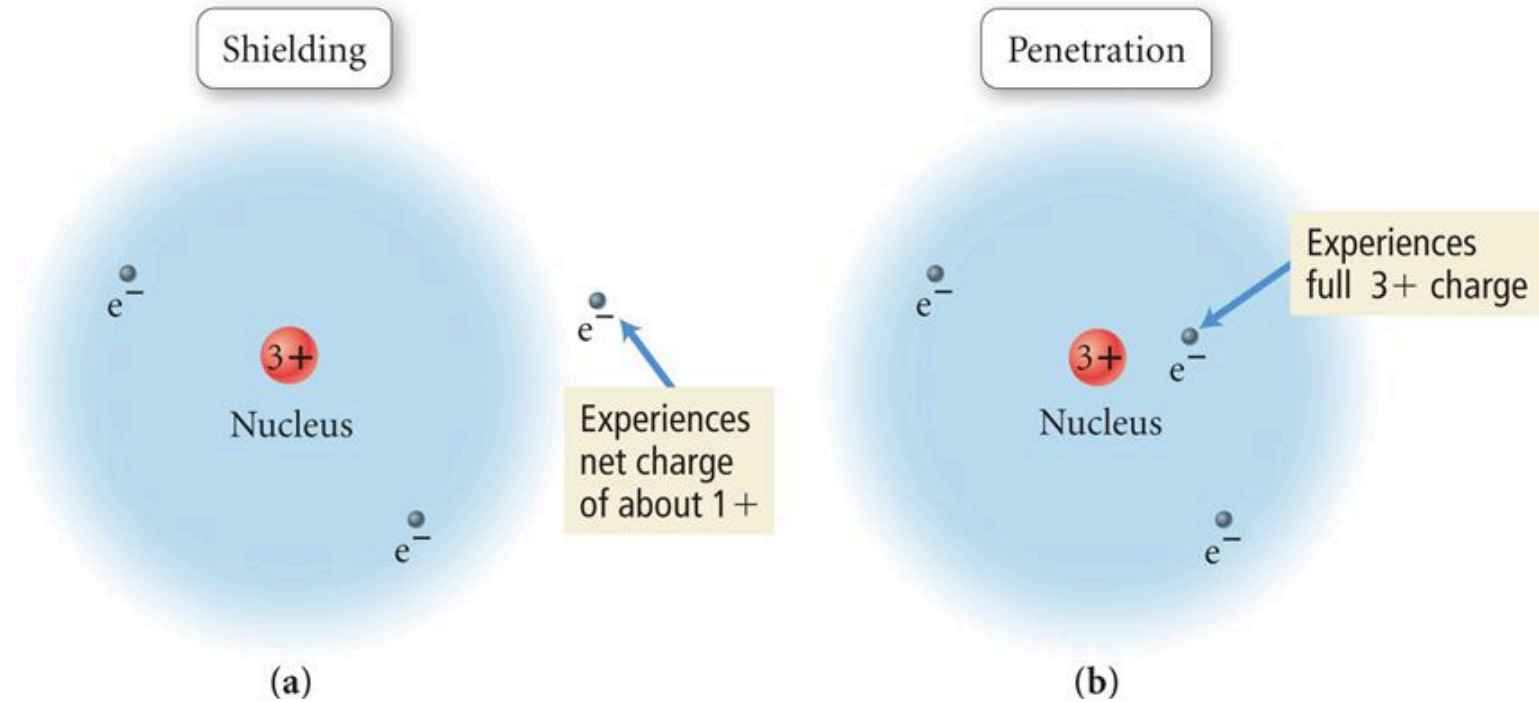 Shielding
e−
3+
Nucleus
e−
e−
Experiences
net charge
of about 1+
(a)
Penetration
e−
3+
Nucleus
e−
e−
Experiences
full 3+ charge
(b)